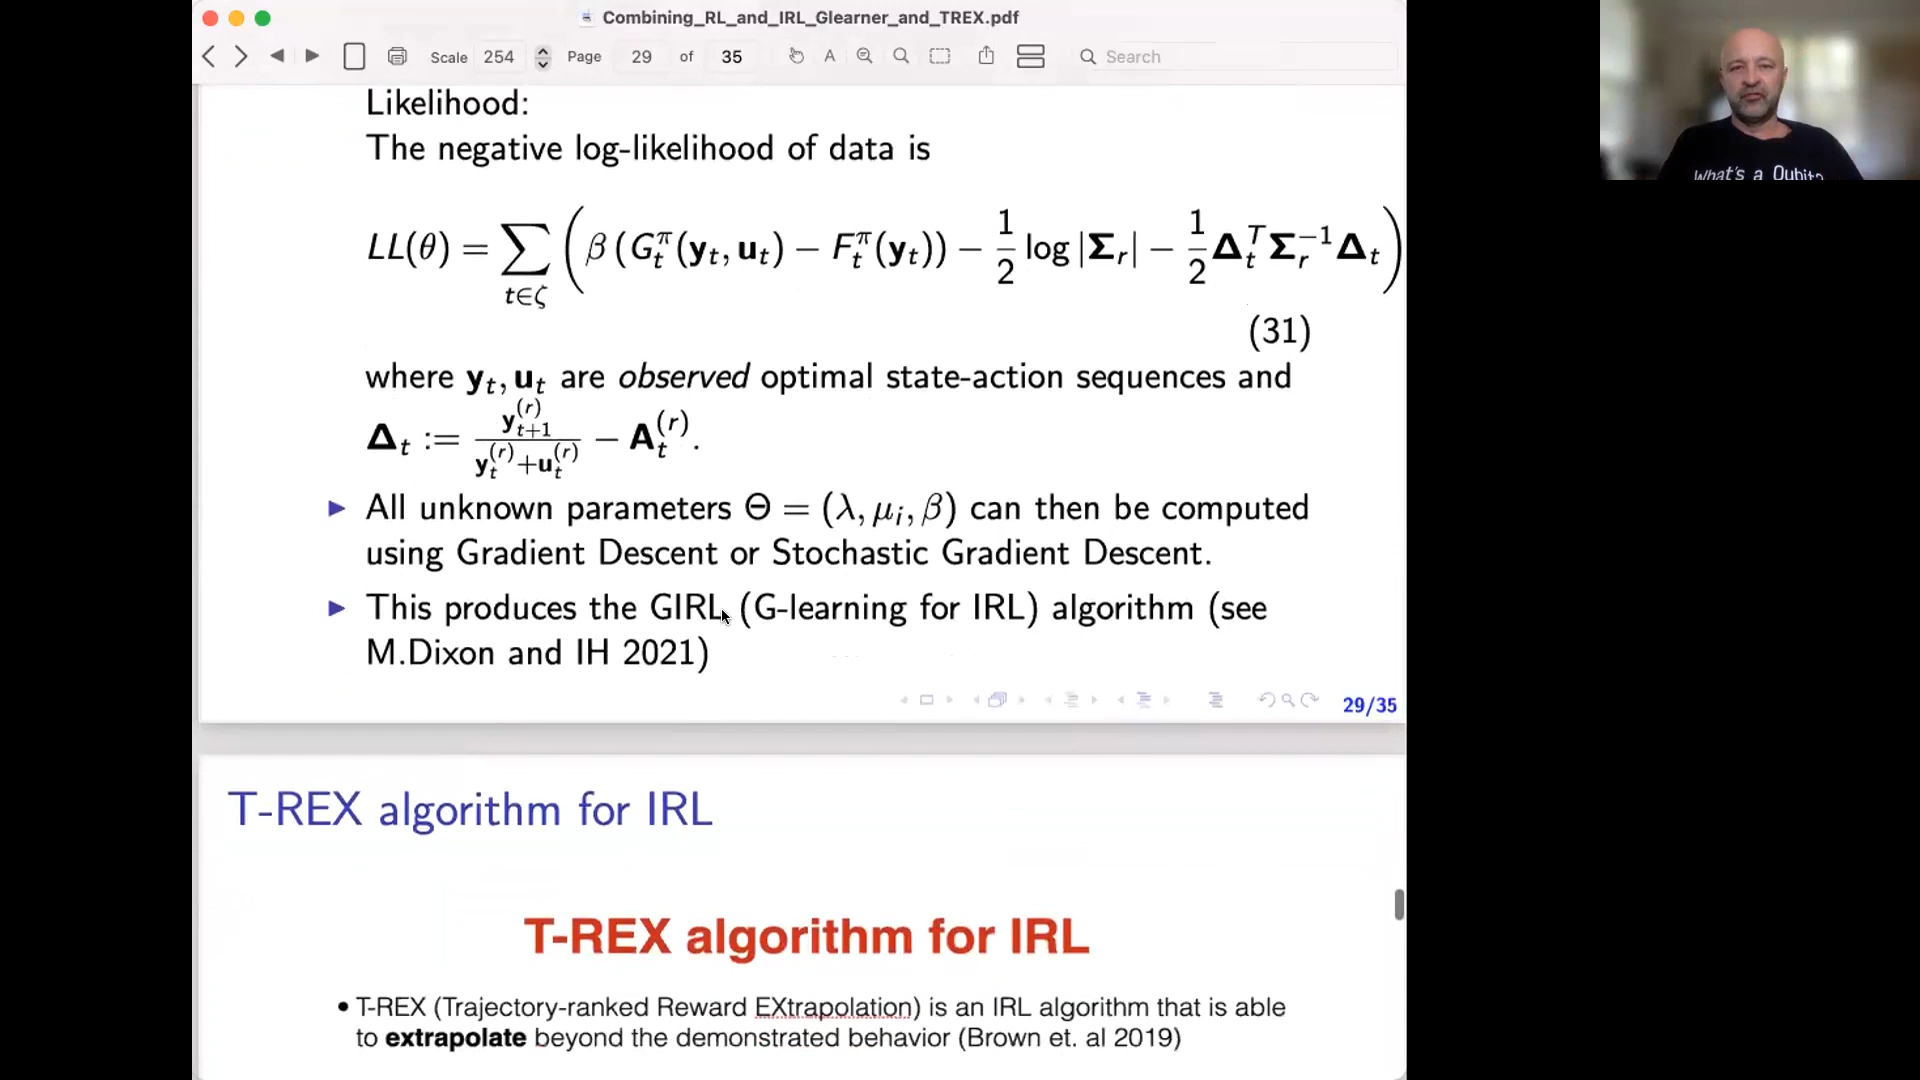 Combining_RL_and_IRL_Glearner_and_TREX.pdf
Scale 254 Page 29 of 35 A Search
Likelihood:
The negative log-likelihood of data is
LL(θ) = ∑_{t∈ζ} ( β (G_t^π(𝐲_t, 𝐮_t) − F_t^π(𝐲_t)) − 1/2 log |𝚺_r| − 1/2 𝚫_t^T 𝚺_r^{−1} 𝚫_t )
(31)
where 𝐲_t, 𝐮_t are observed optimal state-action sequences and
𝚫_t := 𝐲_{t+1}^{(r)} / (𝐲_t^{(r)}+𝐮_t^{(r)}) − 𝐀_t^{(r)}.
▶ All unknown parameters Θ = (λ, μ_i, β) can then be computed
using Gradient Descent or Stochastic Gradient Descent.
▶ This produces the GIRL (G-learning for IRL) algorithm (see
M.Dixon and IH 2021)
29/35
T-REX algorithm for IRL
T-REX algorithm for IRL
• T-REX (Trajectory-ranked Reward EXtrapolation) is an IRL algorithm that is able
to extrapolate beyond the demonstrated behavior (Brown et. al 2019)
What's a Qubit?